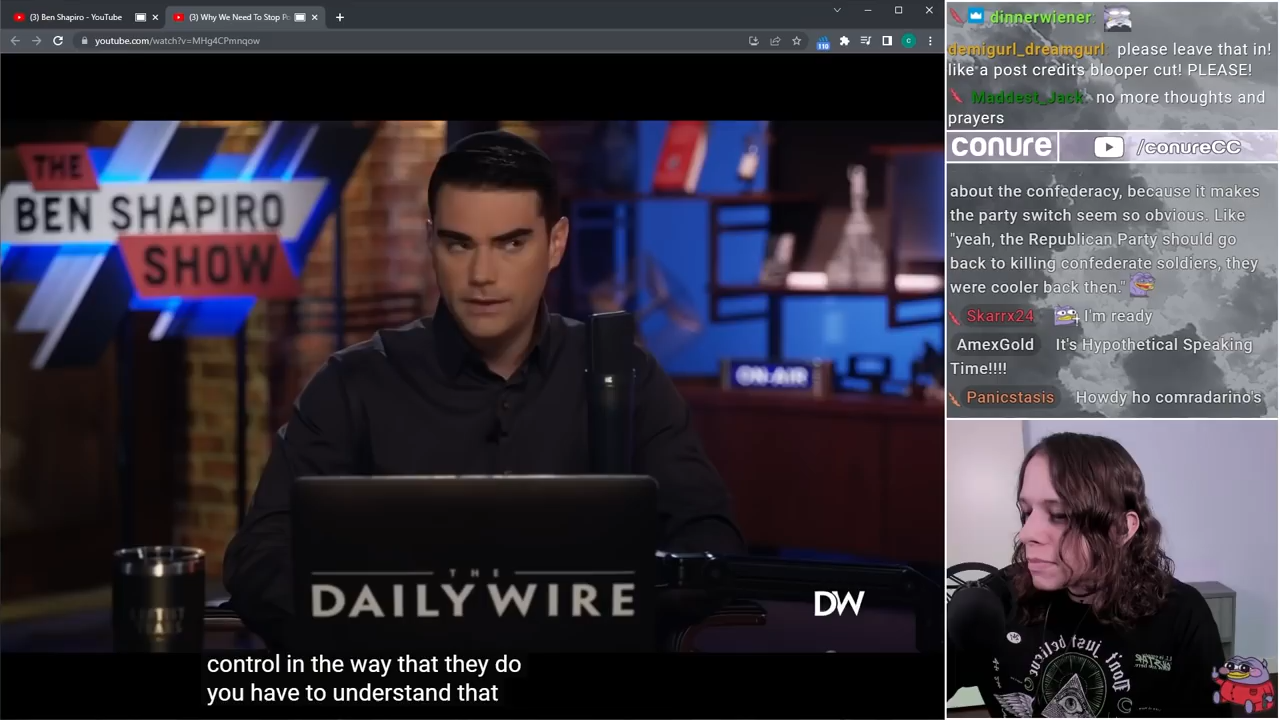 (3) Ben Shapiro - YouTube
(3) Why We Need To Stop Po
youtube.com/watch?v=MHg4CPmnqow
110
C
THE
BEN SHAPIRO
SHOW
ON-AIR
THE
DAILY WIRE
DW
control in the way that they do
you have to understand that
dinnerwiener:
demigurl_dreamgurl: please leave that in!
like a post credits blooper cut! PLEASE!
Maddest_Jack: no more thoughts and
prayers
conure
/conureCC
about the confederacy, because it makes
the party switch seem so obvious. Like
"yeah, the Republican Party should go
back to killing confederate soldiers, they
were cooler back then."
Skarrx24 I'm ready
AmexGold It's Hypothetical Speaking
Time!!!!
Panicstasis Howdy ho comradarino's
Don't just believe